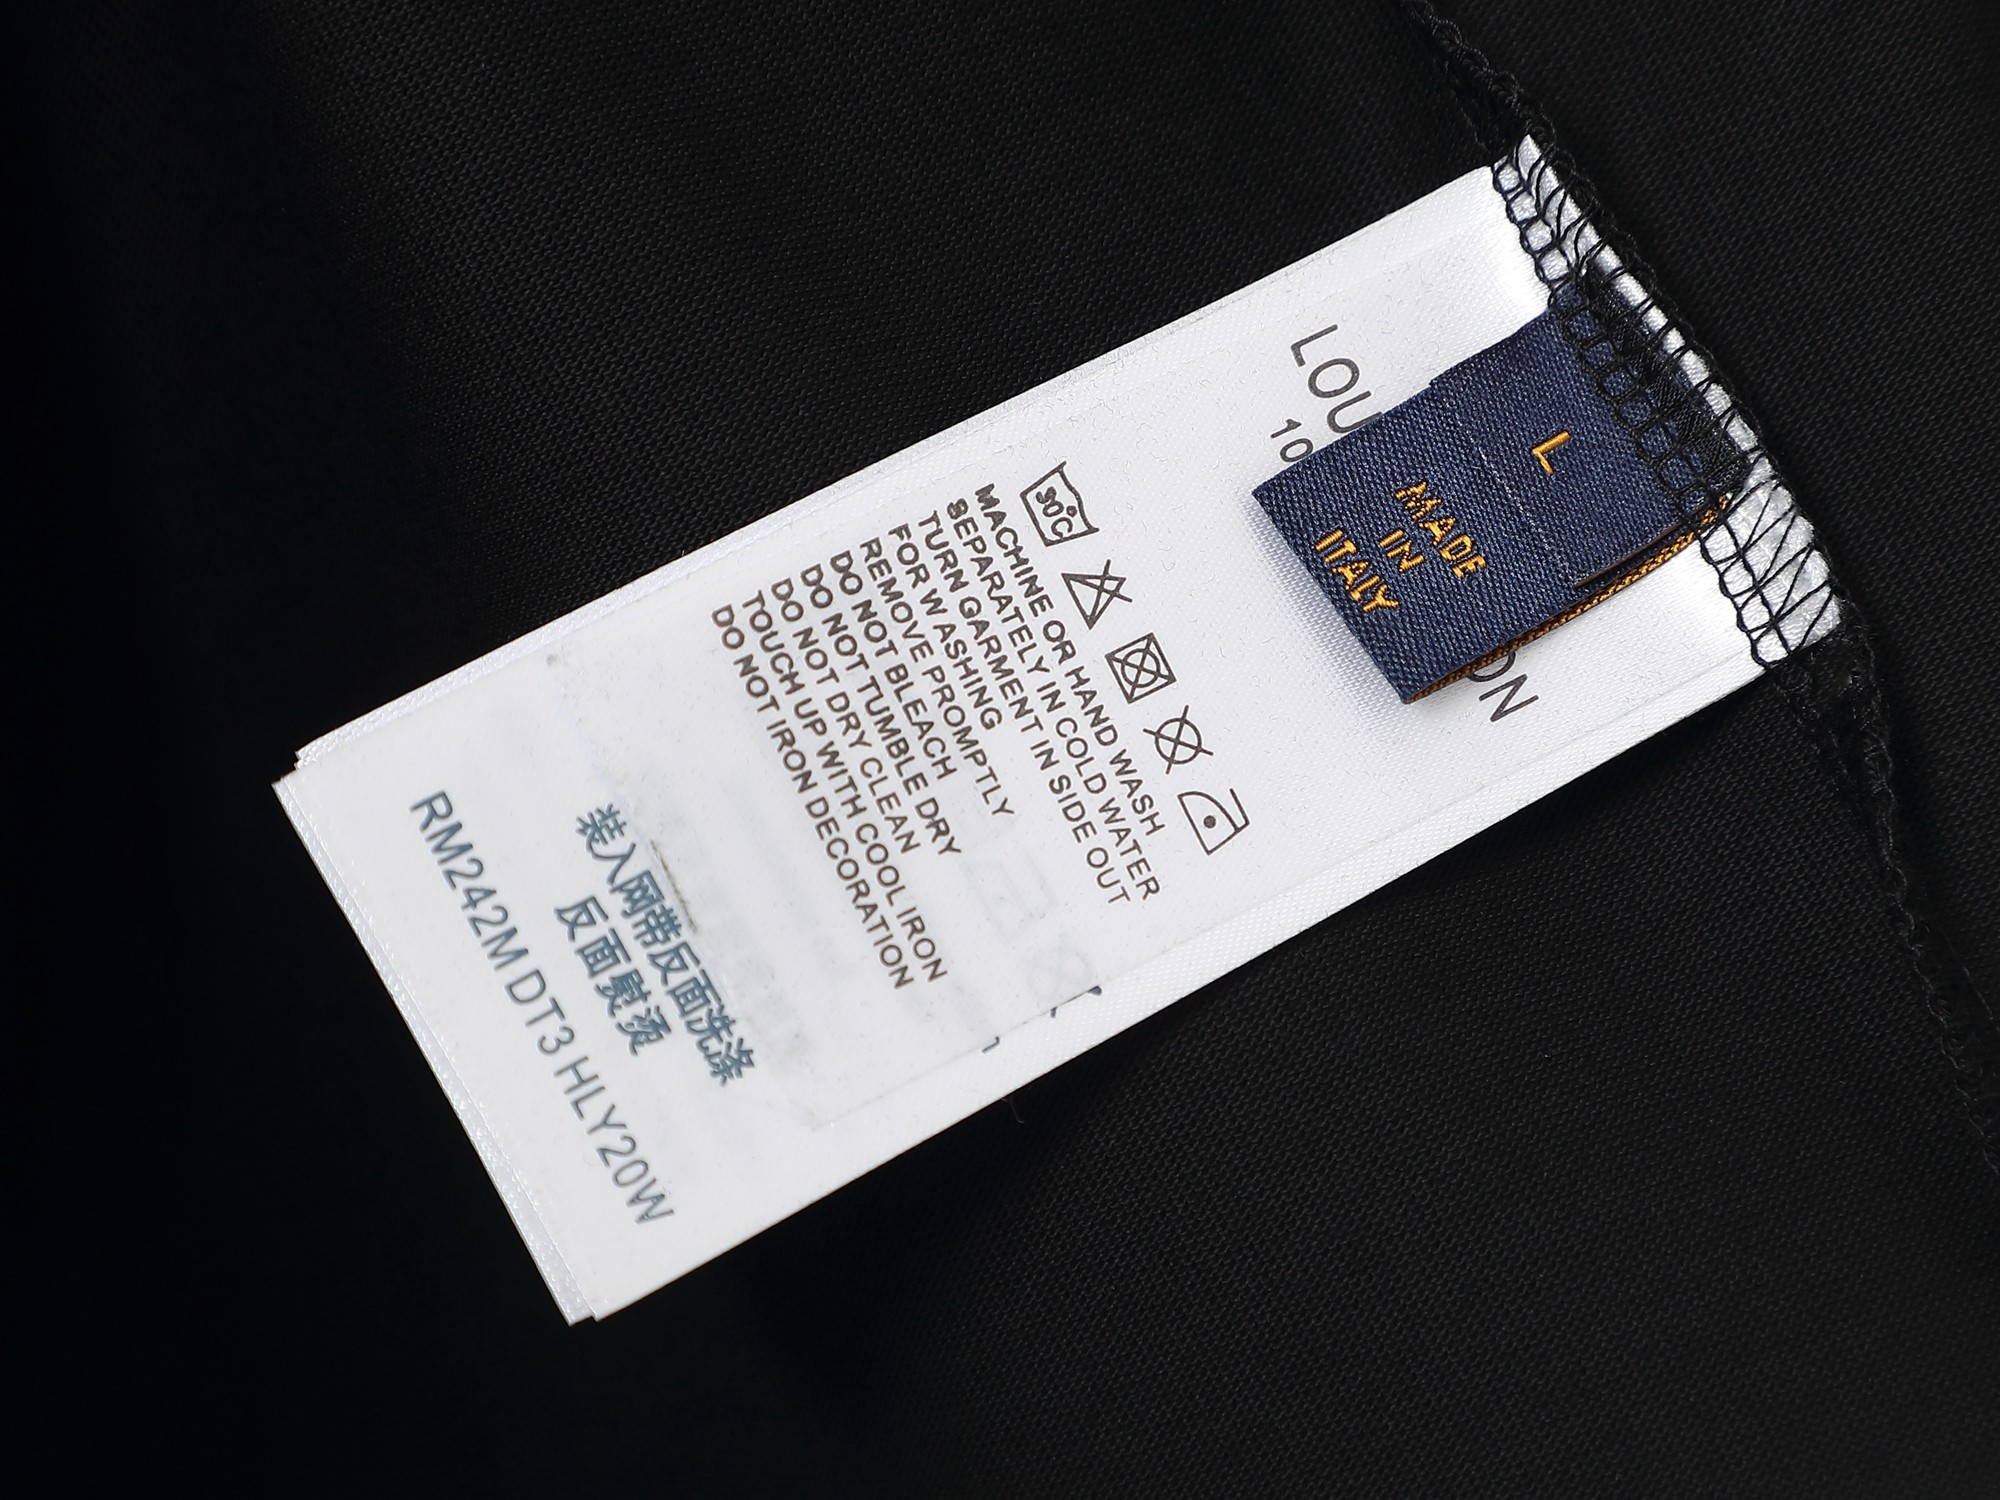 L
MADE
IN
ITALY
LOU
10
ON
30℃
MACHINE OR HAND WASH
SEPARATELY IN COLD WATER
TURN GARMENT IN SIDE OUT
FOR WASHING
REMOVE PROMPTLY
DO NOT BLEACH
DO NOT TUMBLE DRY
DO NOT DRY CLEAN
TOUCH UP WITH COOL IRON
DO NOT IRON DECORATION
装入网带反面洗涤
反面熨烫
RM242M DT3 HLY20W